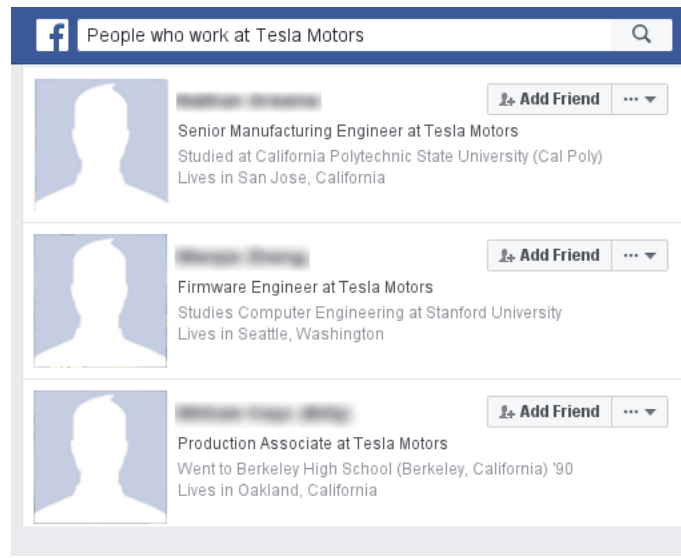 f People who work at Tesla Motors
Add Friend ...
Senior Manufacturing Engineer at Tesla Motors
Studied at California Polytechnic State University (Cal Poly)
Lives in San Jose, California
Add Friend ...
Firmware Engineer at Tesla Motors
Studies Computer Engineering at Stanford University
Lives in Seattle, Washington
Add Friend ...
Production Associate at Tesla Motors
Went to Berkeley High School (Berkeley, California) '90
Lives in Oakland, California